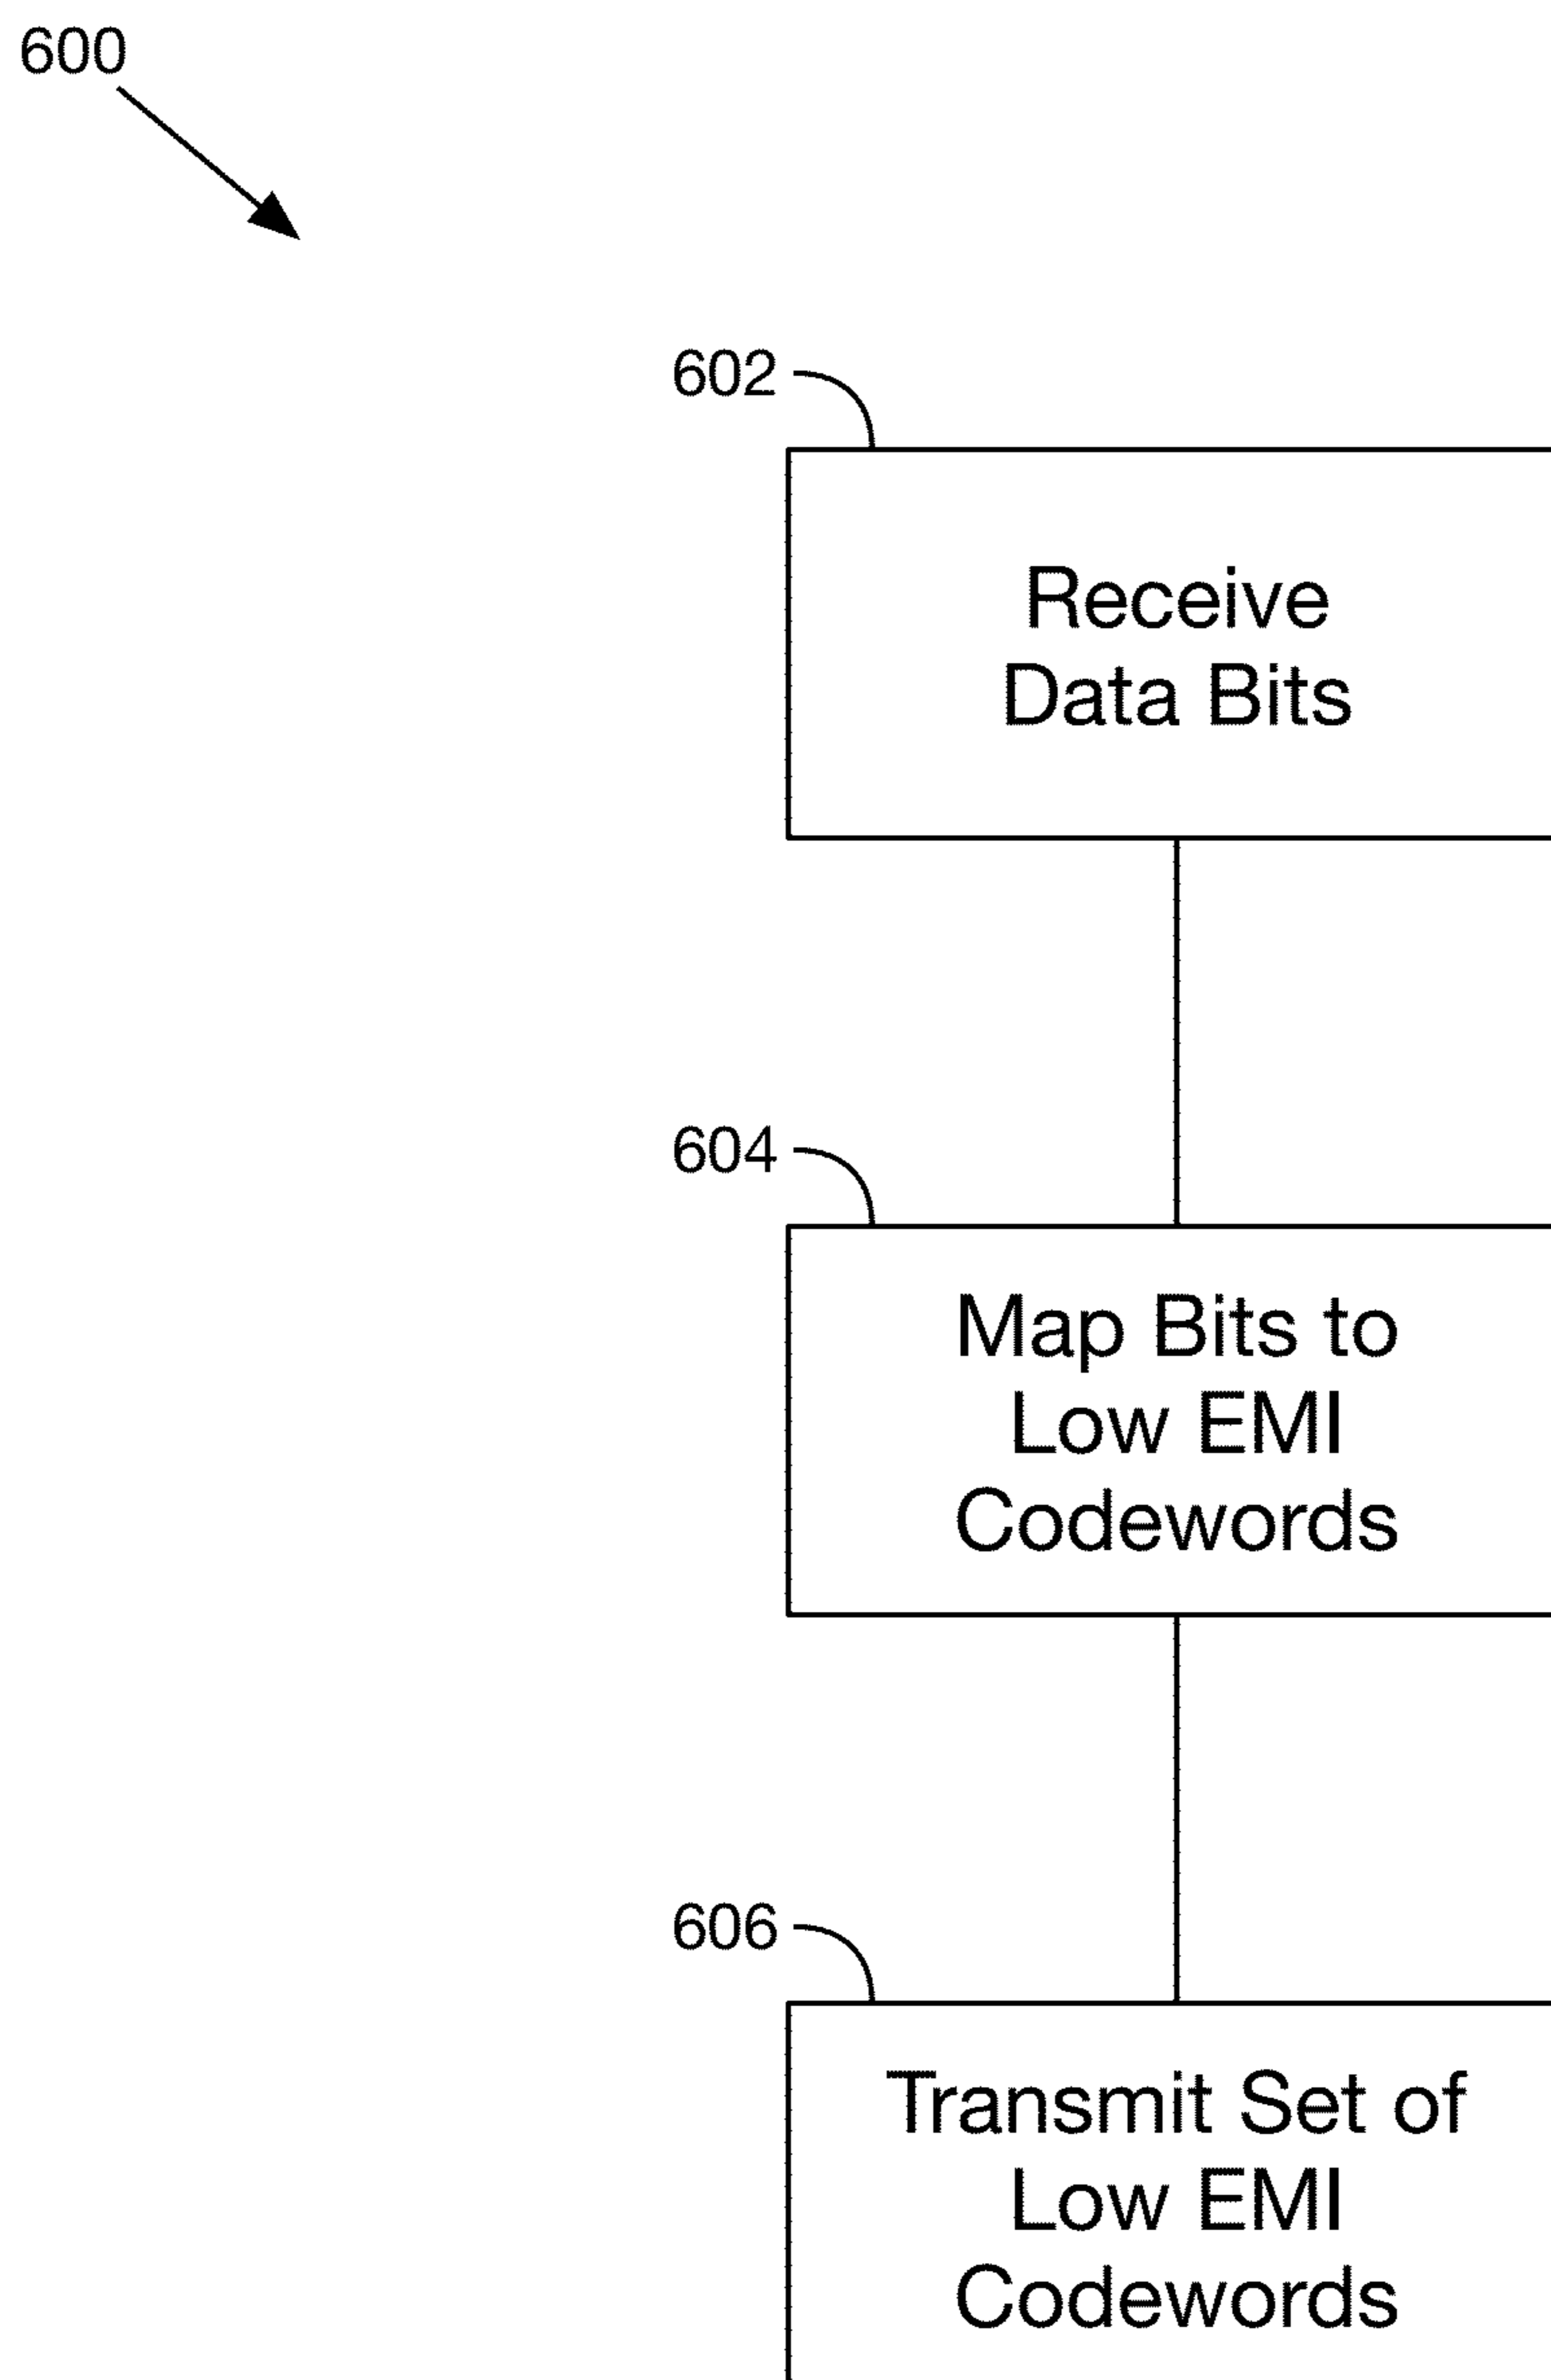 600
602
Receive
Data Bits
604
Map Bits to
Low EMI
Codewords
606
Transmit Set of
Low EMI
Codewords